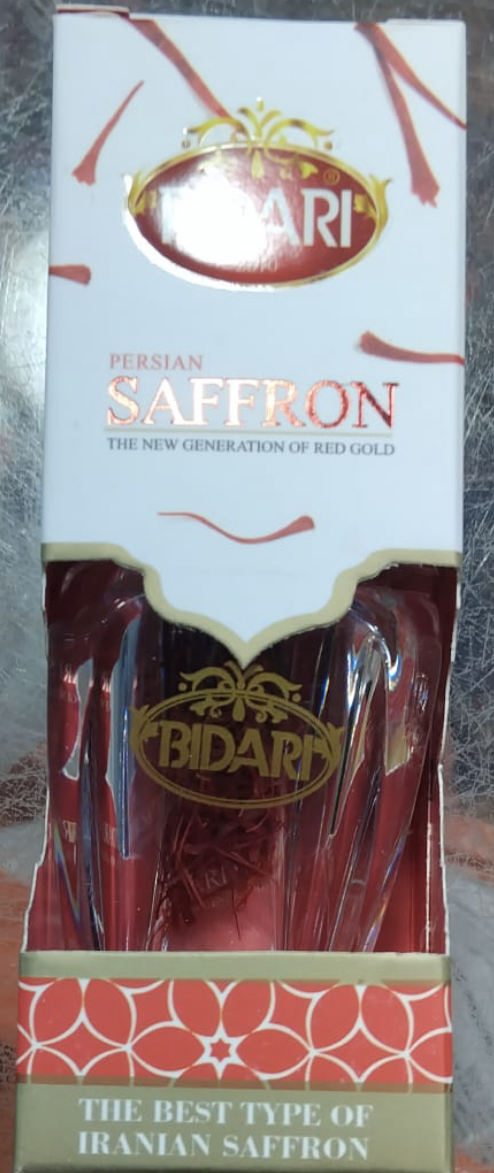 BIDARI®
PERSIAN
SAFFRON
THE NEW GENERATION OF RED GOLD
BIDARI
THE BEST TYPE OF
IRANIAN SAFFRON